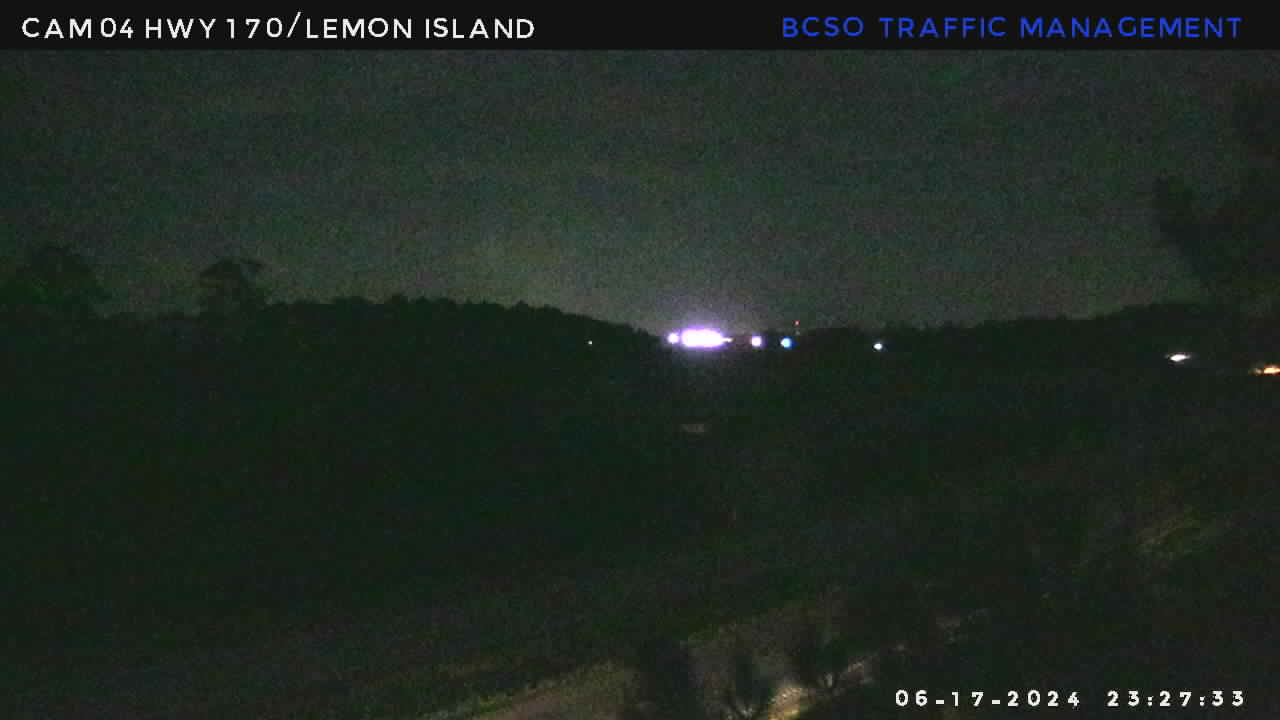 CAM04 HWY 170/LEMON ISLAND
BCSO TRAFFIC MANAGEMENT
06-17-2024 23:27:33